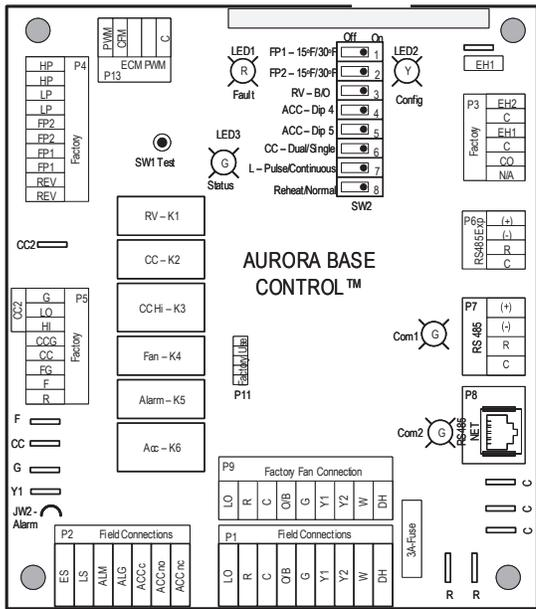 PWM
CFM
C
ECM PWM
P13
LED1
R
Fault
Off On
FP1 – 15ºF/30ºF 1
FP2 – 15ºF/30ºF 2
RV – B/O 3
ACC – Dip 4 4
ACC – Dip 5 5
CC – Dual/Single 6
L – Pulse/Continuous 7
Reheat/Normal 8
SW2
LED2
Y
Config
EH1
P4
HP
HP
LP
LP
FP2
FP2
FP1
FP1
REV
REV
Factory
SW1 Test
LED3
G
Status
P3
EH2
C
EH1
C
CO
N/A
Factory
P6
RS485Exp
(+)
(-)
R
C
RV – K1
CC – K2
CC Hi – K3
Fan – K4
Alarm – K5
Acc – K6
CC2
AURORA BASE
CONTROL™
CC2
P5
G
LO
HI
CCG
CC
FG
F
R
Factory
Factory Use
P11
Com1
G
P7
RS 485
(+)
(-)
R
C
P8
RS485
NET
Com2
G
F
CC
G
Y1
JW2 -
Alarm
P9
Factory Fan Connection
LO R C O/B G Y1 Y2 W DH
P2
Field Connections
ES LS ALM ALG ACC c ACC no ACC nc
P1
Field Connections
LO R C O/B G Y1 Y2 W DH
3A-Fuse
C
C
C
R R